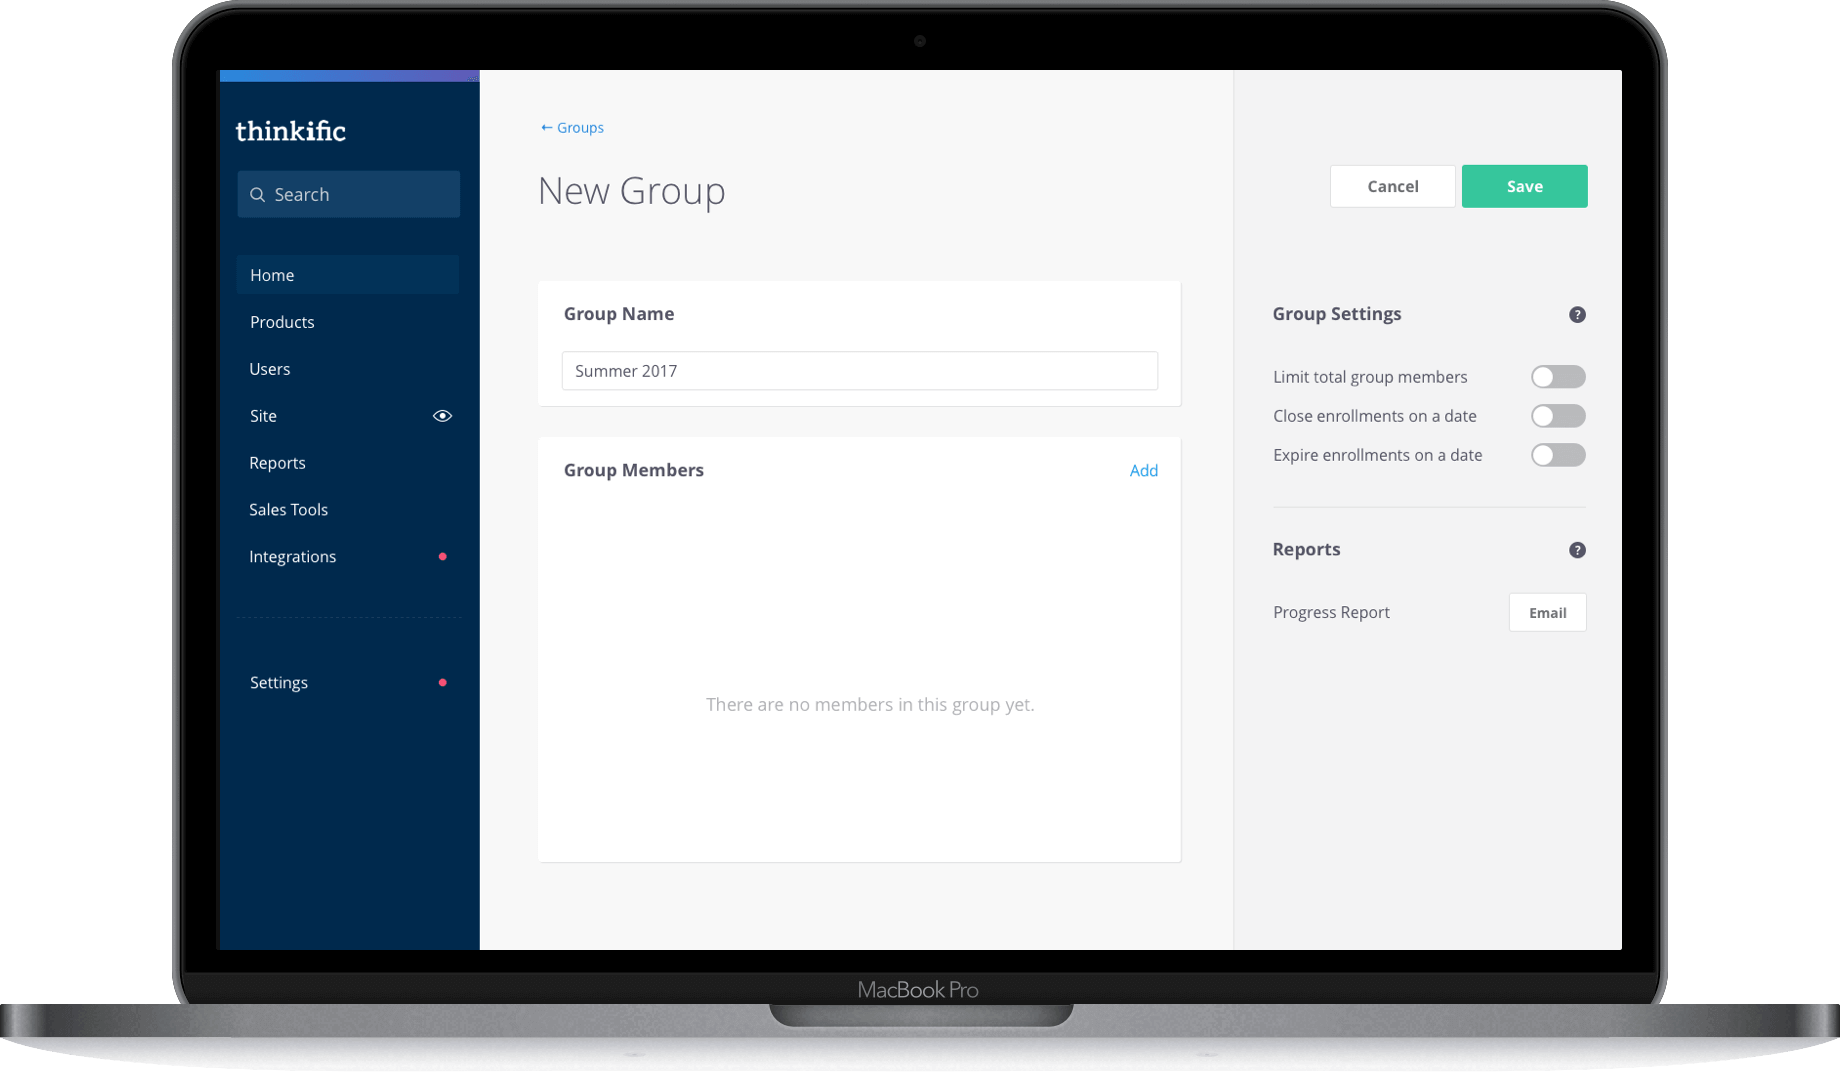 thinkific
Search
Home
Products
Users
Site
Reports
Sales Tools
Integrations
Settings
← Groups
New Group
Group Name
Summer 2017
Group Members
Add
There are no members in this group yet.
Cancel
Save
Group Settings
?
Limit total group members
Close enrollments on a date
Expire enrollments on a date
Reports
?
Progress Report
Email
MacBook Pro